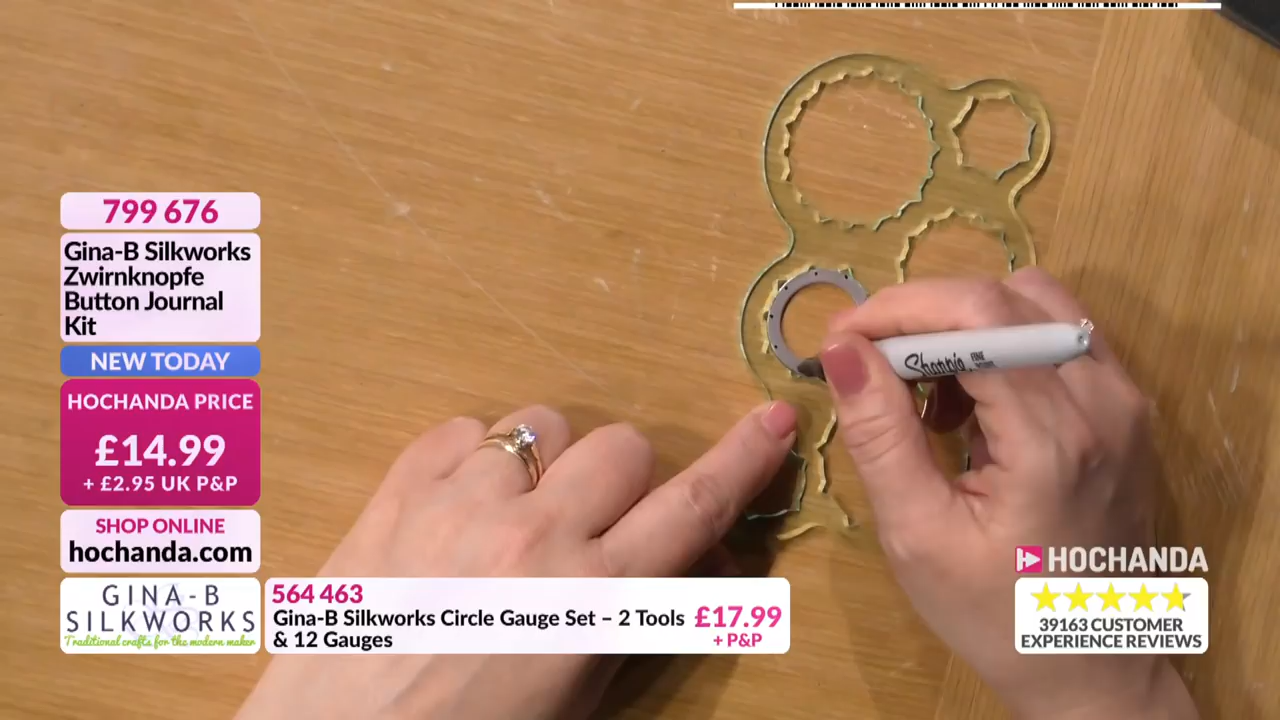 799 676
Gina-B Silkworks
Zwirnknopfe
Button Journal
Kit
NEW TODAY
HOCHANDA PRICE
£14.99
+ £2.95 UK P&P
SHOP ONLINE
hochanda.com
GINA-B
SILKWORKS
Traditional crafts for the modern maker
564 463
Gina-B Silkworks Circle Gauge Set – 2 Tools
& 12 Gauges
£17.99
+ P&P
Sharpie
FINE
HOCHANDA
39163 CUSTOMER
EXPERIENCE REVIEWS